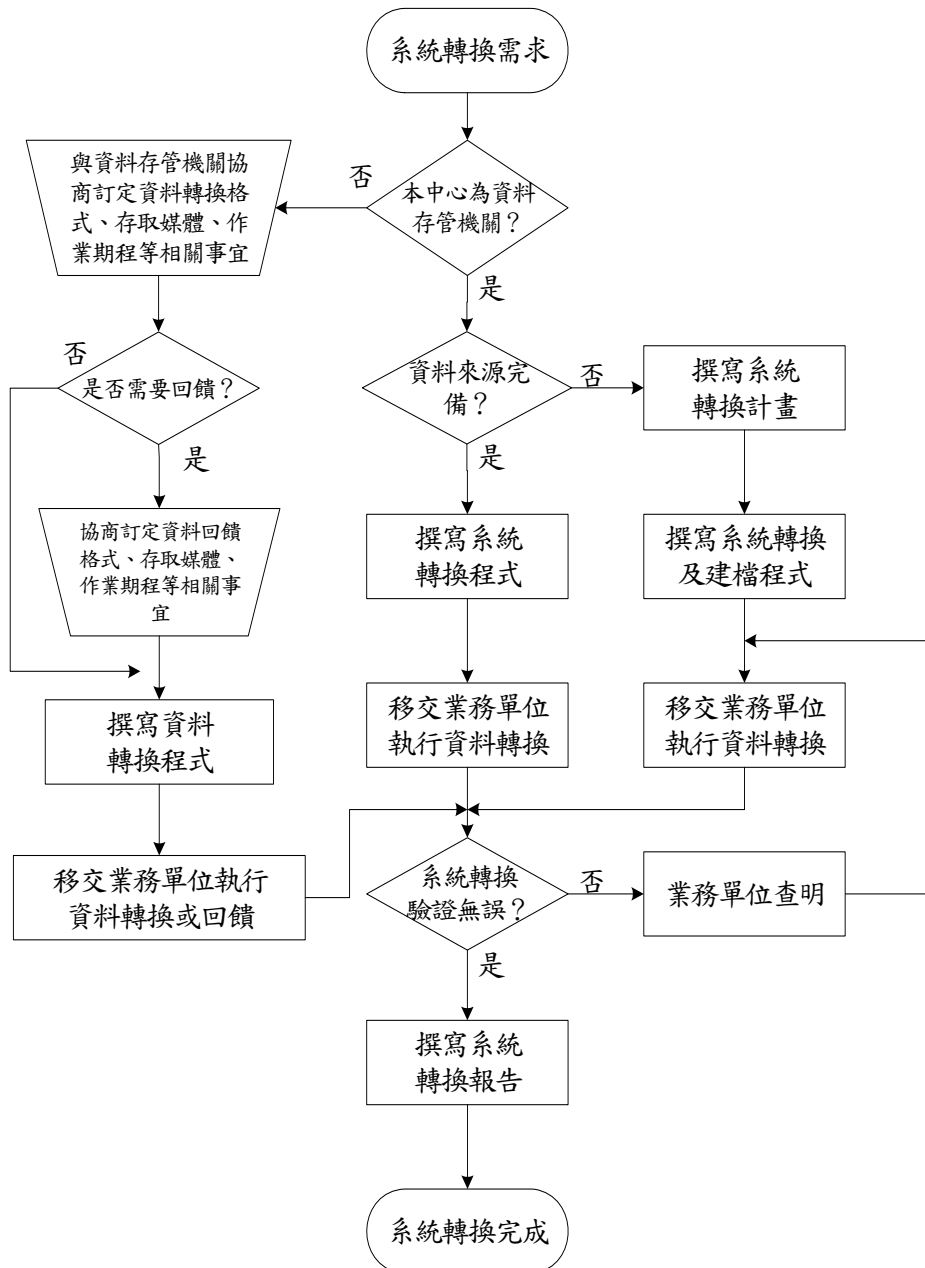 系統轉換需求
與資料存管機關協
商訂定資料轉換格
式、存取媒體、作
業期程等相關事宜
否
本中心為資料
存管機關？
是
否
是否需要回饋？
是
資料來源完
備？
否
是
撰寫系統
轉換計畫
協商訂定資料回饋
格式、存取媒體、
作業期程等相關事
宜
撰寫系統
轉換程式
撰寫系統轉換
及建檔程式
撰寫資料
轉換程式
移交業務單位
執行資料轉換
移交業務單位
執行資料轉換
移交業務單位執行
資料轉換或回饋
系統轉換
驗證無誤？
否
業務單位查明
是
撰寫系統
轉換報告
系統轉換完成